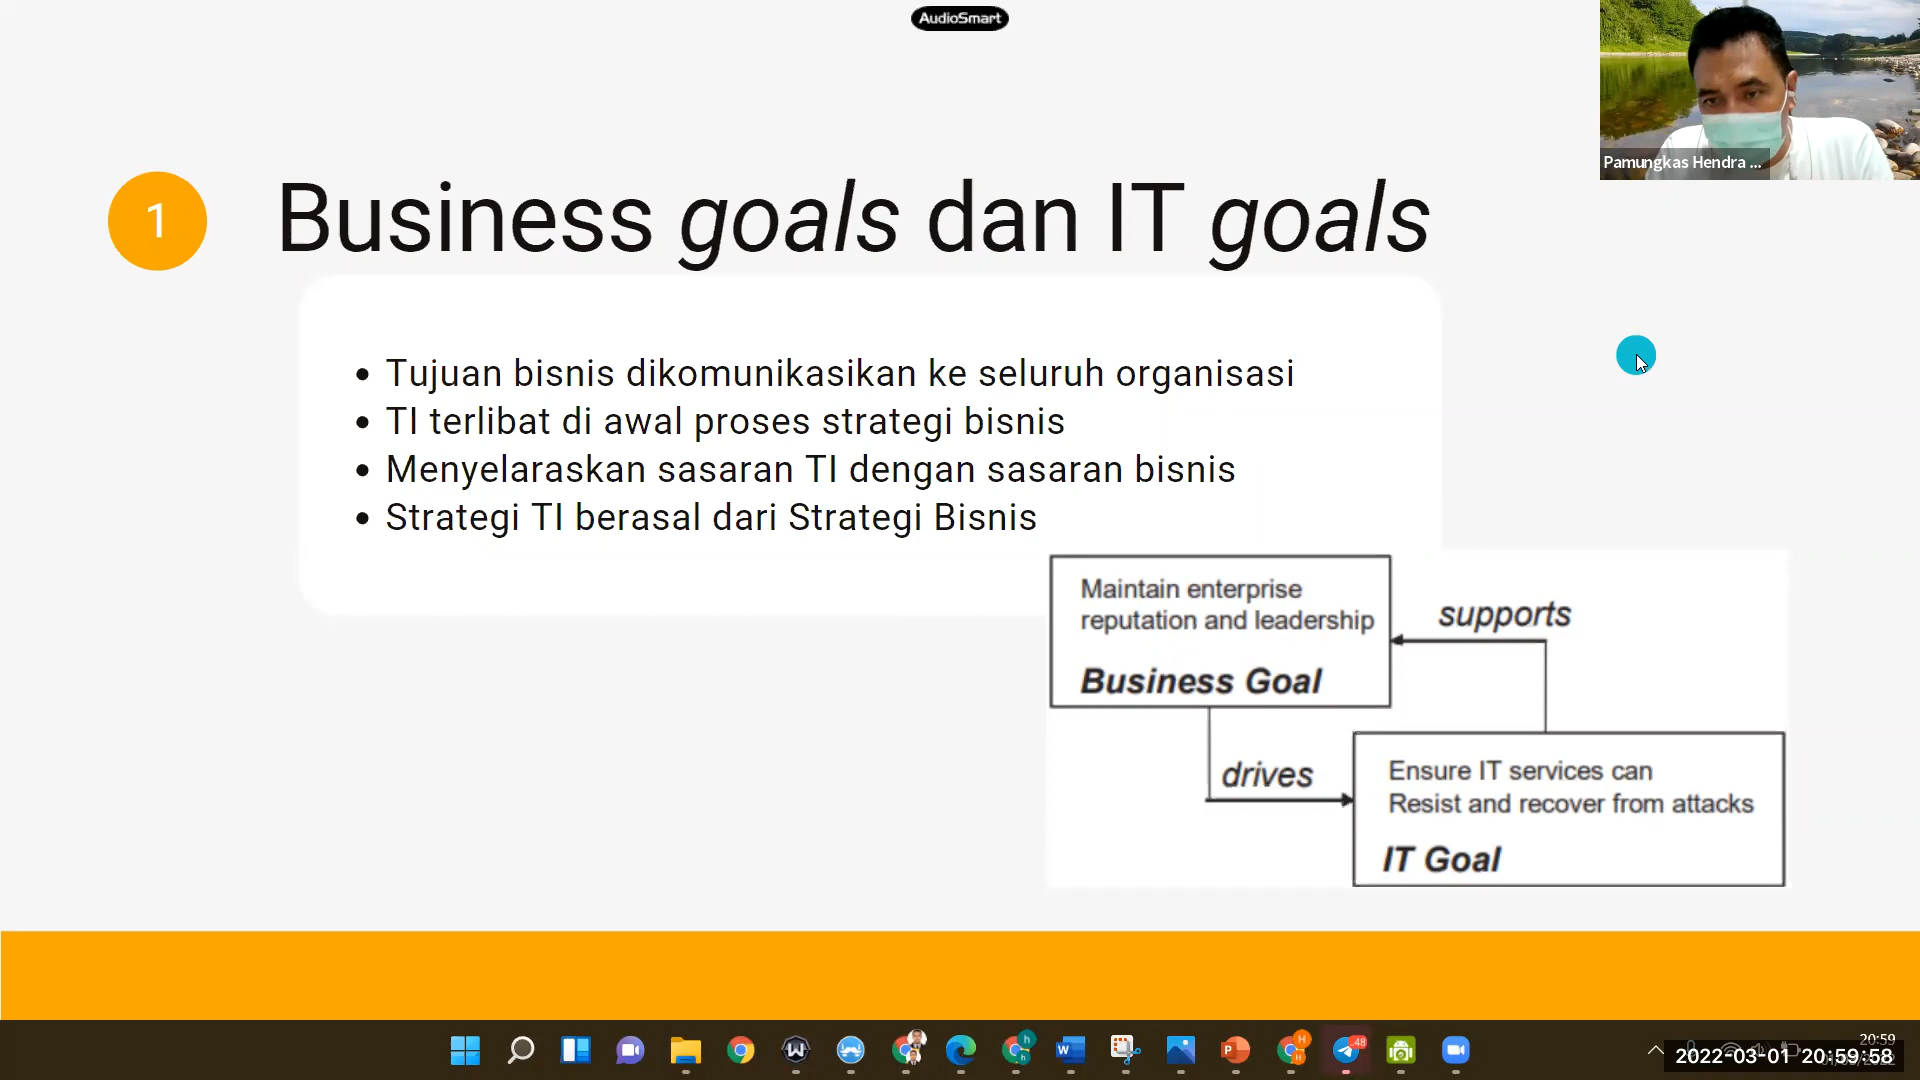 AudioSmart
Pamungkas Hendra ...
1
Business goals dan IT goals
• Tujuan bisnis dikomunikasikan ke seluruh organisasi
• TI terlibat di awal proses strategi bisnis
• Menyelaraskan sasaran TI dengan sasaran bisnis
• Strategi TI berasal dari Strategi Bisnis
Maintain enterprise
reputation and leadership
Business Goal
supports
drives
Ensure IT services can
Resist and recover from attacks
IT Goal
48
20:59
2022-03-01 20:59:58